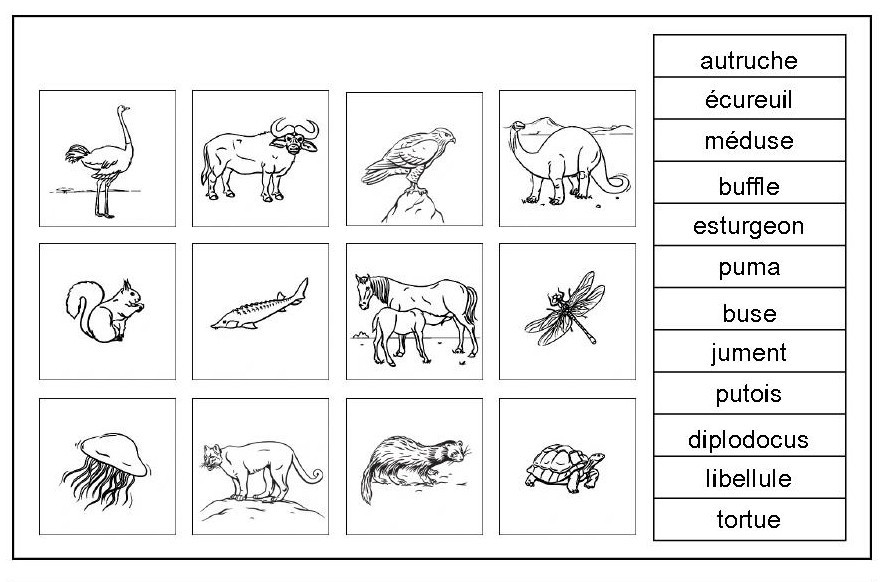 autruche
écureuil
méduse
buffle
esturgeon
puma
buse
jument
putois
diplodocus
libellule
tortue